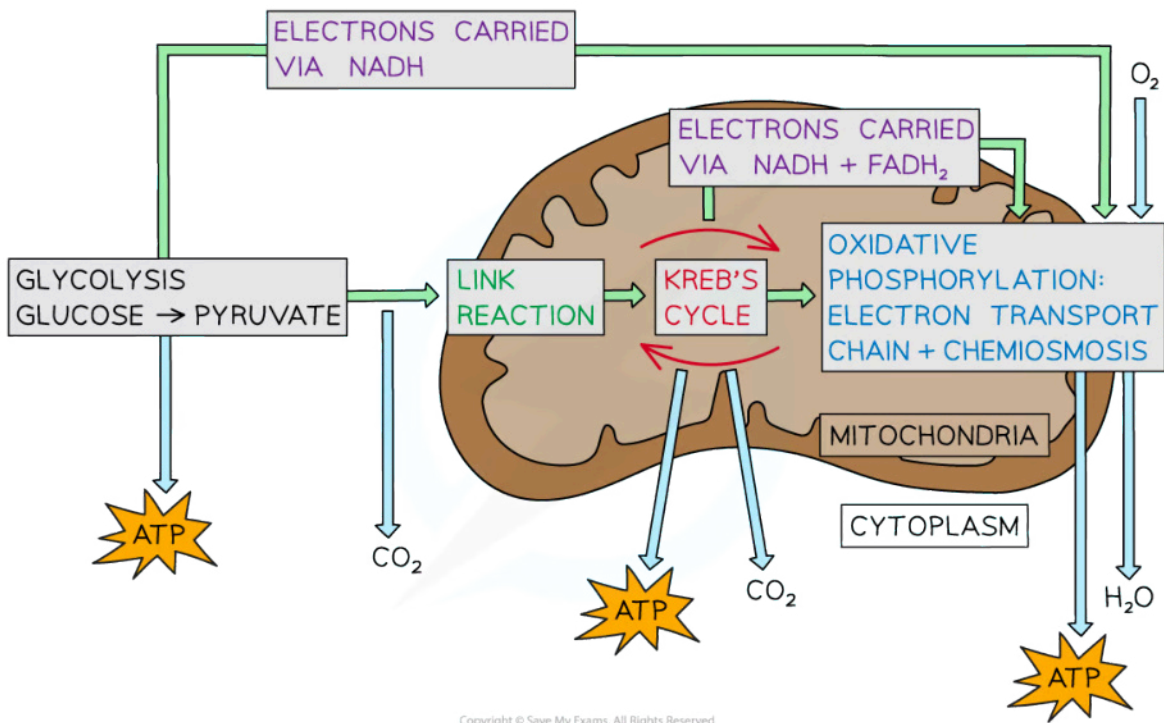 ELECTRONS CARRIED
VIA NADH
O₂
ELECTRONS CARRIED
VIA NADH + FADH₂
GLYCOLYSIS
GLUCOSE → PYRUVATE
LINK
REACTION
KREB'S
CYCLE
OXIDATIVE
PHOSPHORYLATION:
ELECTRON TRANSPORT
CHAIN + CHEMIOSMOSIS
MITOCHONDRIA
CYTOPLASM
ATP
CO₂
ATP
CO₂
H₂O
ATP
Copyright © Save My Exams. All Rights Reserved